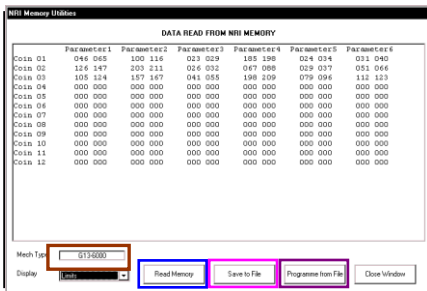 NRI Memory Utilities
DATA READ FROM NRI MEMORY
Parameter1 Parameter2 Parameter3 Parameter4 Parameter5 Parameter6
Coin 01 046 065 100 116 023 029 185 198 024 034 031 040
Coin 02 126 147 203 211 026 032 067 088 029 037 051 066
Coin 03 105 124 157 167 041 055 198 209 079 096 112 123
Coin 04 000 000 000 000 000 000 000 000 000 000 000 000
Coin 05 000 000 000 000 000 000 000 000 000 000 000 000
Coin 06 000 000 000 000 000 000 000 000 000 000 000 000
Coin 07 000 000 000 000 000 000 000 000 000 000 000 000
Coin 08 000 000 000 000 000 000 000 000 000 000 000 000
Coin 09 000 000 000 000 000 000 000 000 000 000 000 000
Coin 10 000 000 000 000 000 000 000 000 000 000 000 000
Coin 11 000 000 000 000 000 000 000 000 000 000 000 000
Coin 12 000 000 000 000 000 000 000 000 000 000 000 000
Mech Type G13-6000
Display Limits Read Memory Save to File Programme from File Close Window